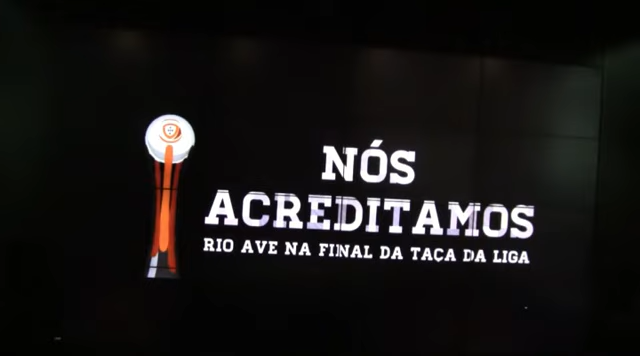 NÓS
ACREDITAMOS
RIO AVE NA FINAL DA TAÇA DA LIGA